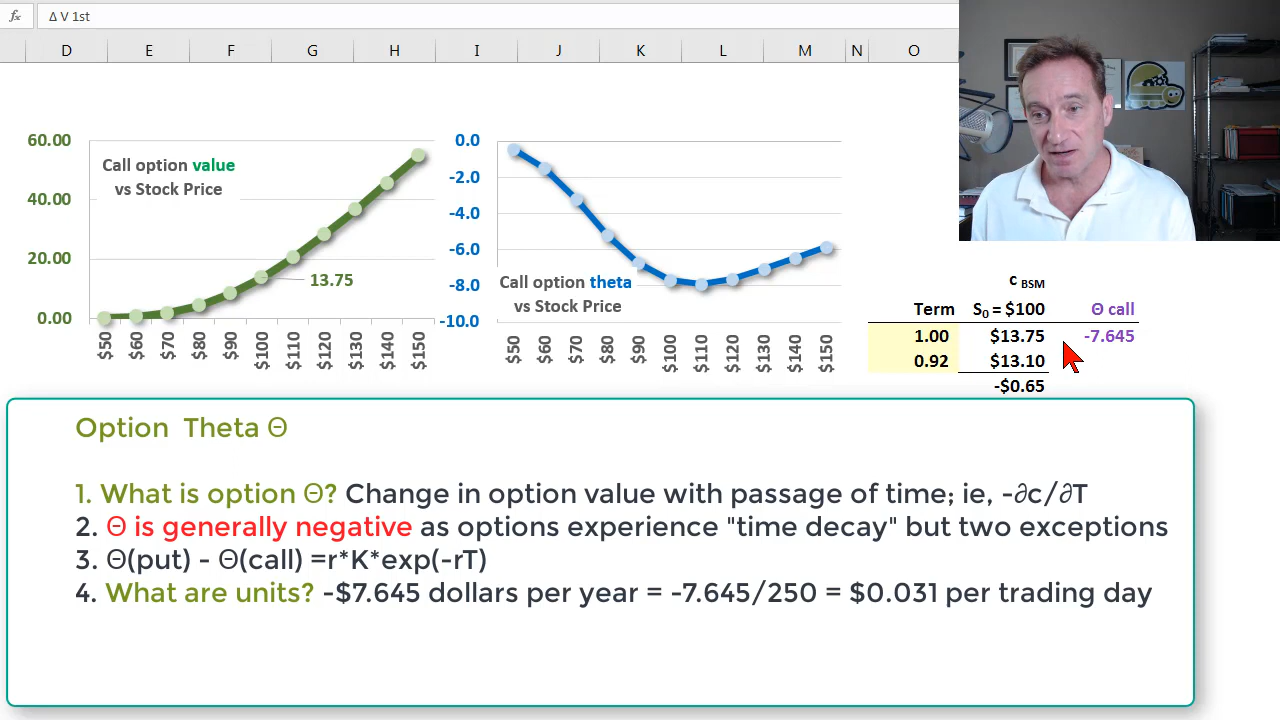 fx Δ V 1st
D E F G H I J K L M N O
60.00
40.00
20.00
0.00
Call option value
vs Stock Price
13.75
$50 $60 $70 $80 $90 $100 $110 $120 $130 $140 $150
0.0
-2.0
-4.0
-6.0
-8.0
-10.0
Call option theta
vs Stock Price
$50 $60 $70 $80 $90 $100 $110 $120 $130 $140 $150
c BSM
Term S0 = $100 Θ call
1.00 $13.75 -7.645
0.92 $13.10
-$0.65
Option Theta Θ
1. What is option Θ? Change in option value with passage of time; ie, -∂c/∂T
2. Θ is generally negative as options experience "time decay" but two exceptions
3. Θ(put) - Θ(call) =r*K*exp(-rT)
4. What are units? -$7.645 dollars per year = -7.645/250 = $0.031 per trading day